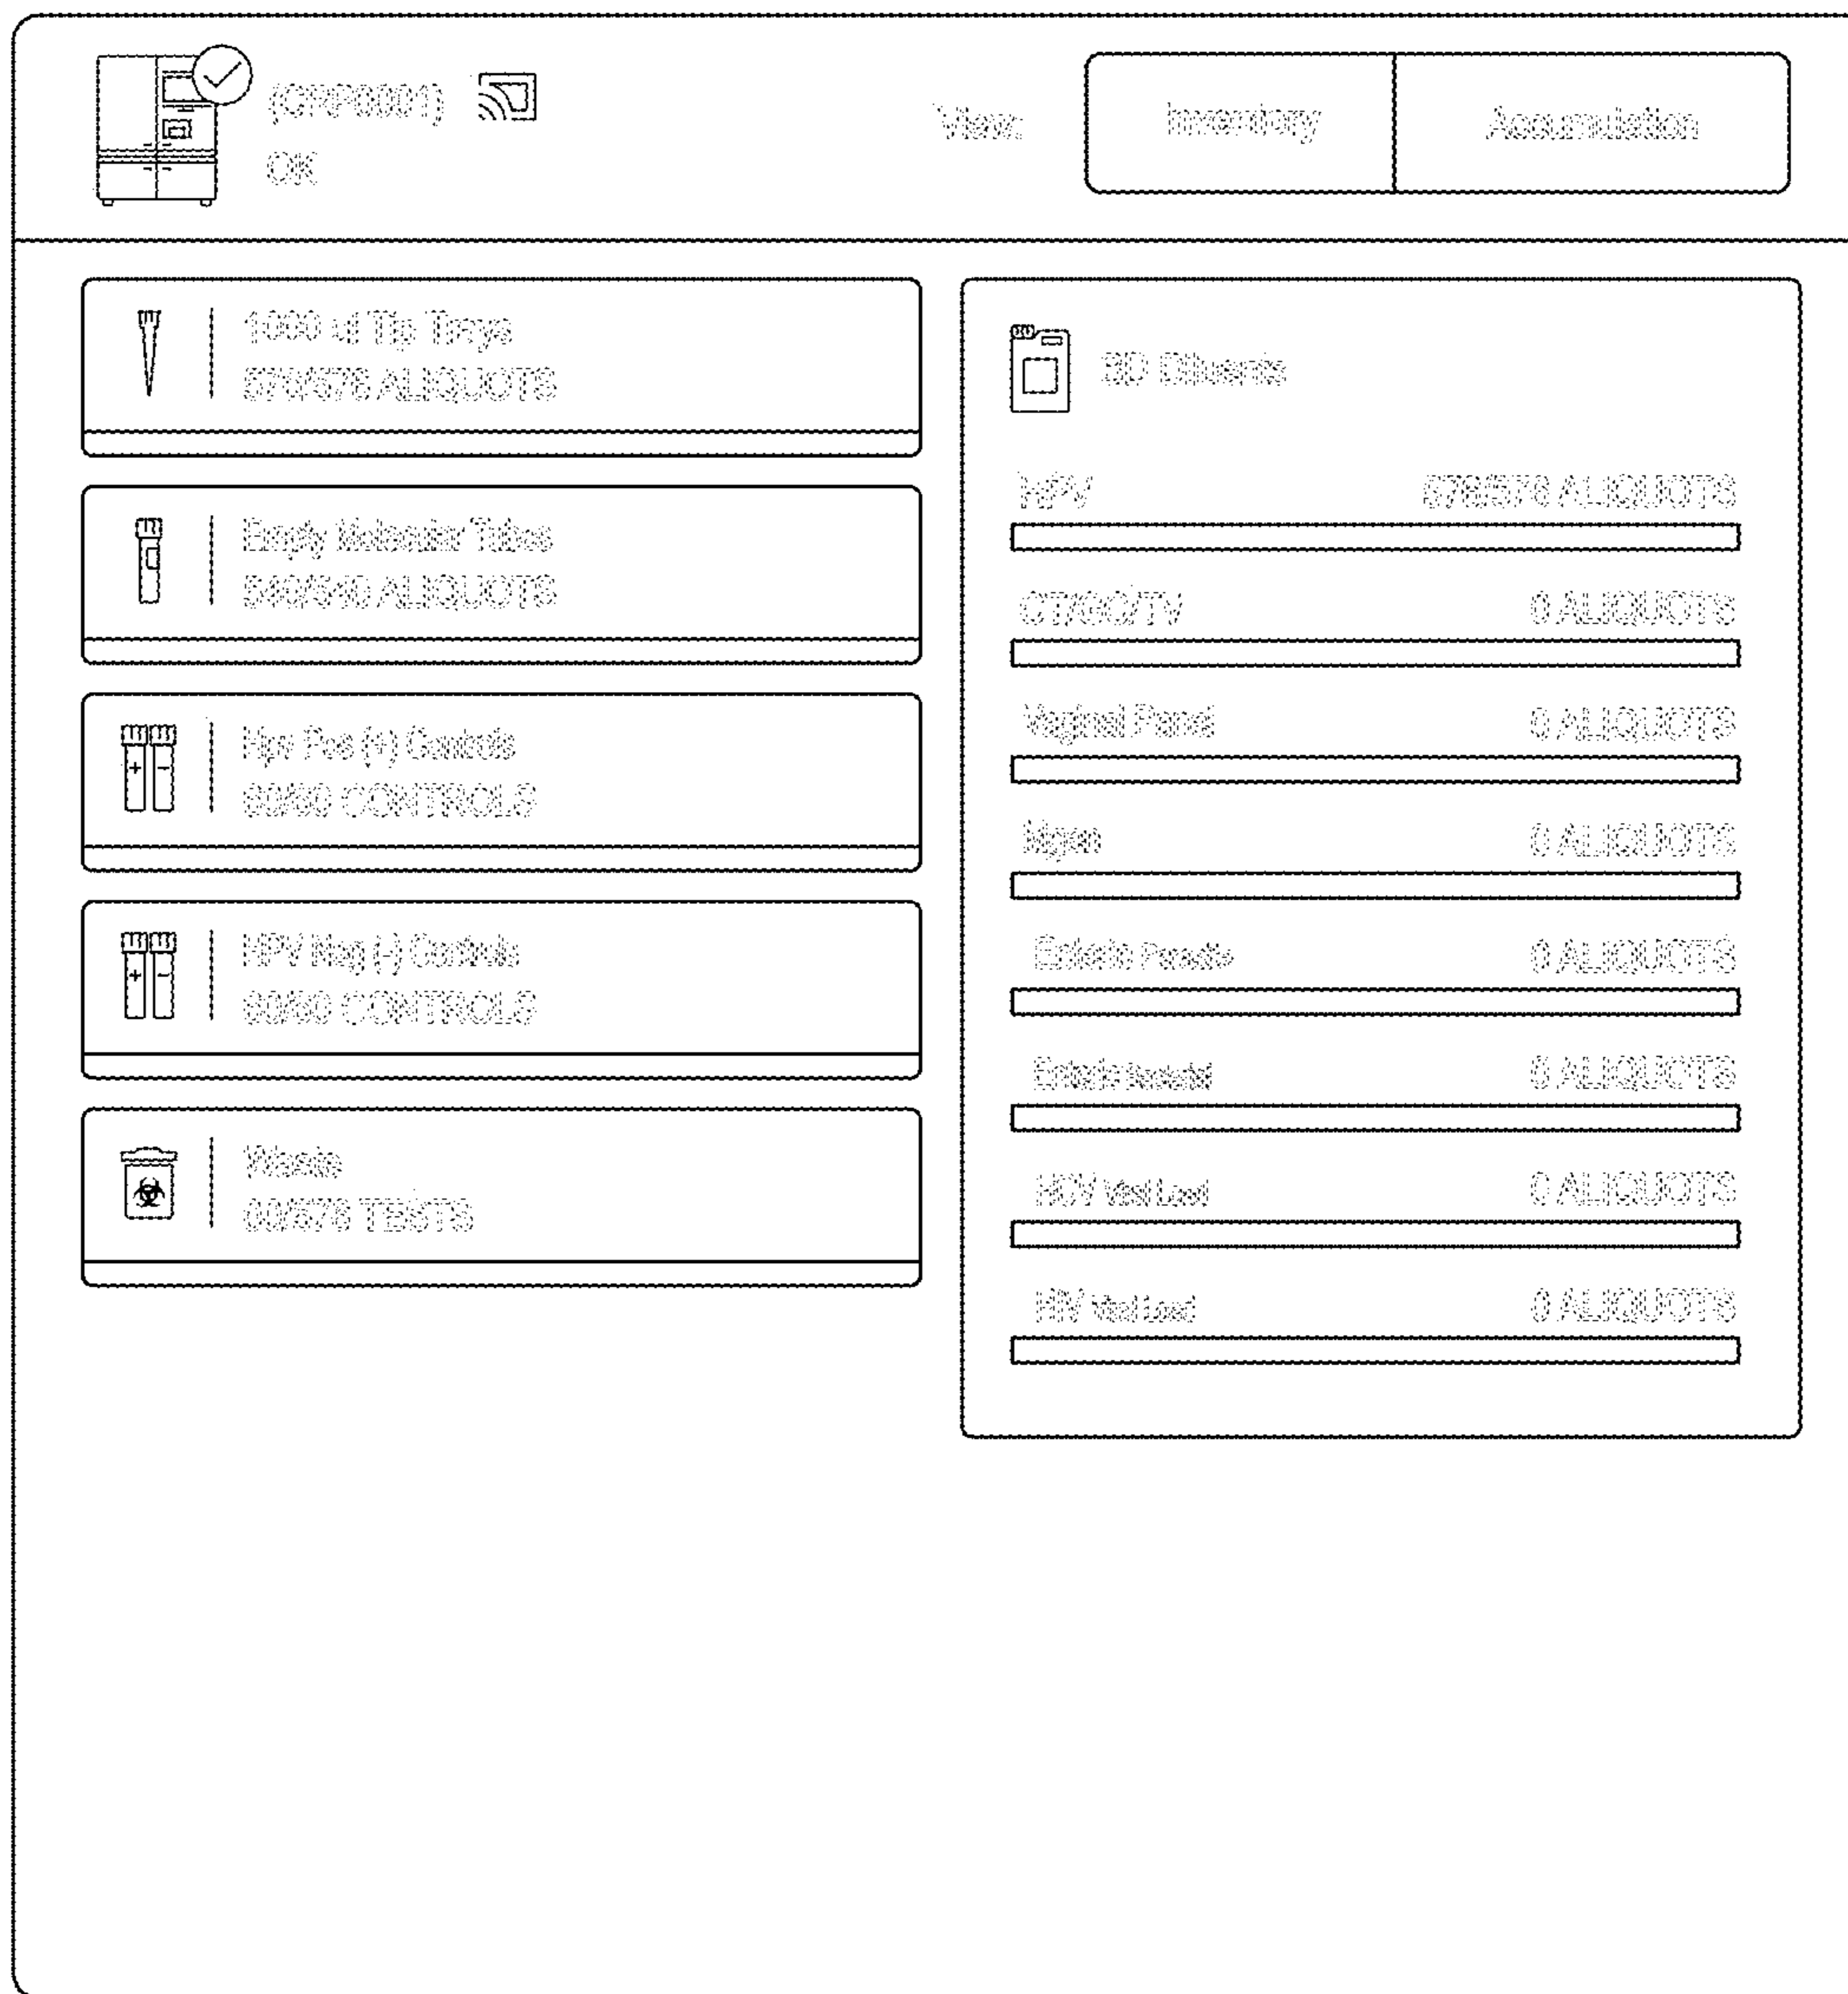 (CRP0001)
OK
View:
Inventory
Accumulation
1000 ul Tip Trays
576/576 ALIQUOTS
Empty Molecular Tubes
540/540 ALIQUOTS
Hpv Pos (+) Controls
60/60 CONTROLS
HPV Neg (-) Controls
60/60 CONTROLS
Waste
00/576 TESTS
BD Diluents
HPV 576/576 ALIQUOTS
CT/GC/TV 0 ALIQUOTS
Vaginal Panel 0 ALIQUOTS
Mgen 0 ALIQUOTS
Enteric Parasite 0 ALIQUOTS
Enteric Bacterial 0 ALIQUOTS
HCV Viral Load 0 ALIQUOTS
HIV Viral Load 0 ALIQUOTS